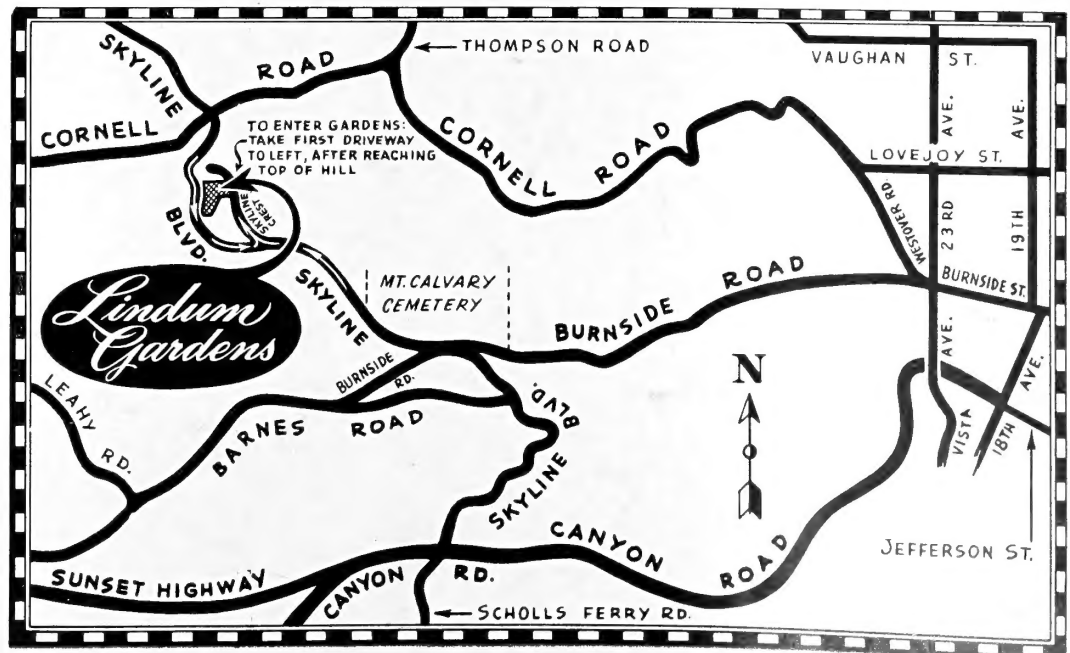 SKYLINE
ROAD
THOMPSON ROAD
VAUGHAN ST.
CORNELL
TO ENTER GARDENS:
TAKE FIRST DRIVEWAY
TO LEFT, AFTER REACHING
TOP OF HILL
CORNELL ROAD
AVE.
AVE.
LOVEJOY ST.
SKYLINE
CREST
BLVD.
WESTOVER RD.
23RD
19TH
SKYLINE
MT. CALVARY
CEMETERY
BURNSIDE ROAD
BURNSIDE ST.
Lindum
Gardens
BURNSIDE
RD.
N
AVE.
AVE.
LEAHY
RD.
BARNES ROAD
BLVD.
SKYLINE
VISTA
18TH
CANYON
ROAD
JEFFERSON ST.
SUNSET HIGHWAY
CANYON RD.
SCHOLLS FERRY RD.